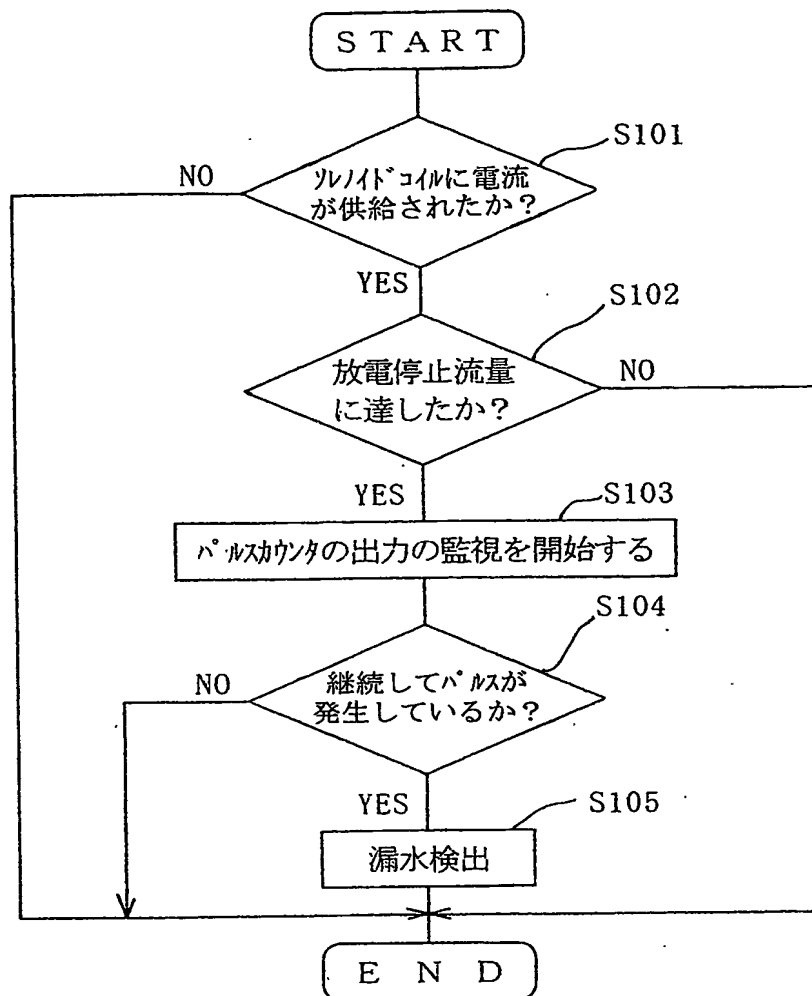 START
S101
NO
ソレノイドコイルに電流
が供給されたか？
YES
S102
放電停止流量
に達したか？
NO
YES
S103
パルスカウンタの出力の監視を開始する
S104
NO
継続してパルスが
発生しているか？
YES
S105
漏水検出
END